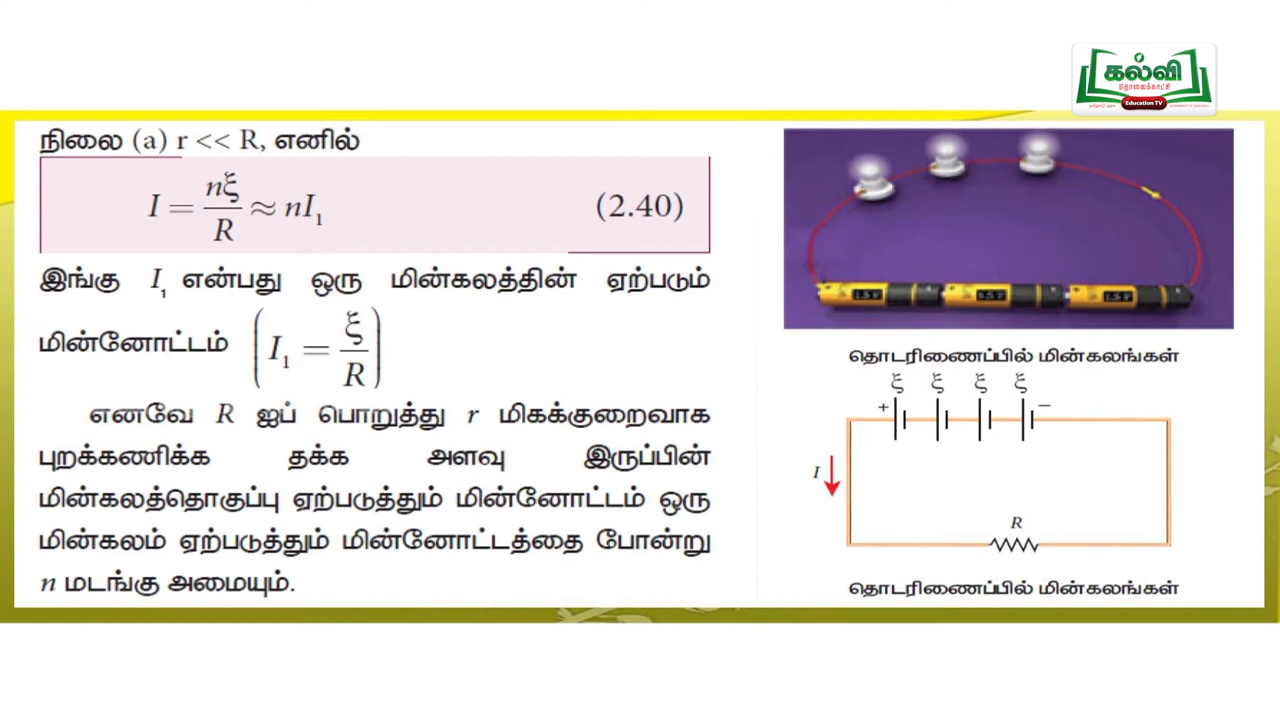 கல்வி
தொலைக்காட்சி
Education TV
நிலை (a) r << R, எனில்
I = nξ/R ≈ nI₁ (2.40)
இங்கு I₁ என்பது ஒரு மின்கலத்தின் ஏற்படும்
மின்னோட்டம் (I₁ = ξ/R)
எனவே R ஐப் பொறுத்து r மிகக்குறைவாக
புறக்கணிக்க தக்க அளவு இருப்பின்
மின்கலத்தொகுப்பு ஏற்படுத்தும் மின்னோட்டம் ஒரு
மின்கலம் ஏற்படுத்தும் மின்னோட்டத்தை போன்று
n மடங்கு அமையும்.
தொடரிணைப்பில் மின்கலங்கள்
ξ ξ ξ ξ
+ −
I
R
தொடரிணைப்பில் மின்கலங்கள்